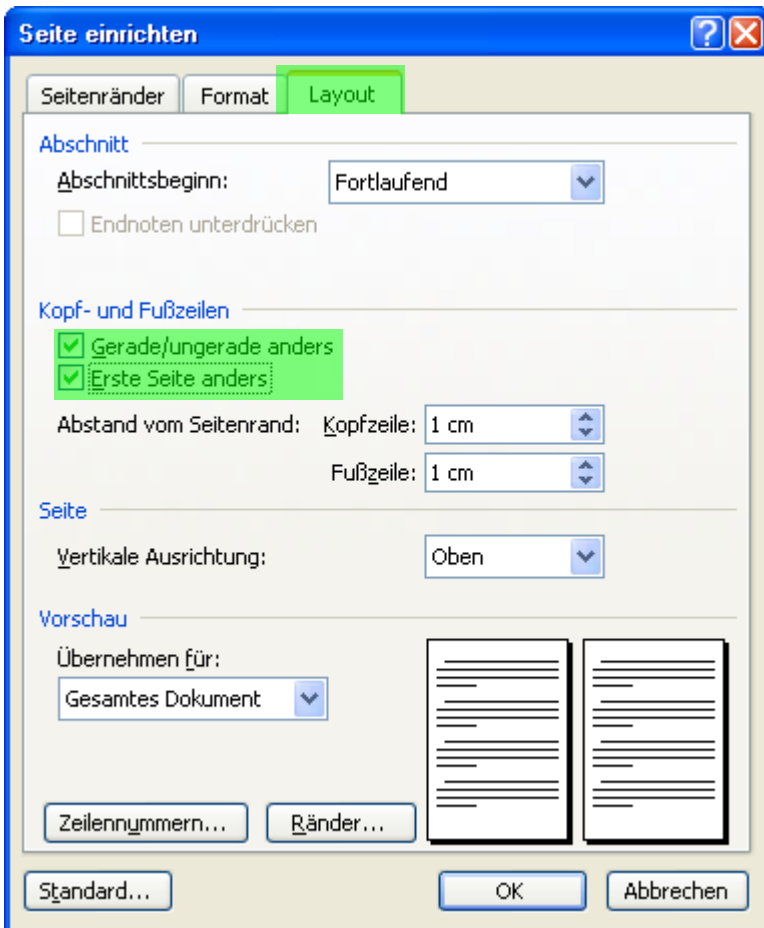 Seite einrichten
Seitenränder Format Layout
Abschnitt
Abschnittsbeginn: Fortlaufend
Endnoten unterdrücken
Kopf- und Fußzeilen
Gerade/ungerade anders
Erste Seite anders
Abstand vom Seitenrand: Kopfzeile: 1 cm
Fußzeile: 1 cm
Seite
Vertikale Ausrichtung: Oben
Vorschau
Übernehmen für:
Gesamtes Dokument
Zeilennummern... Ränder...
Standard... OK Abbrechen